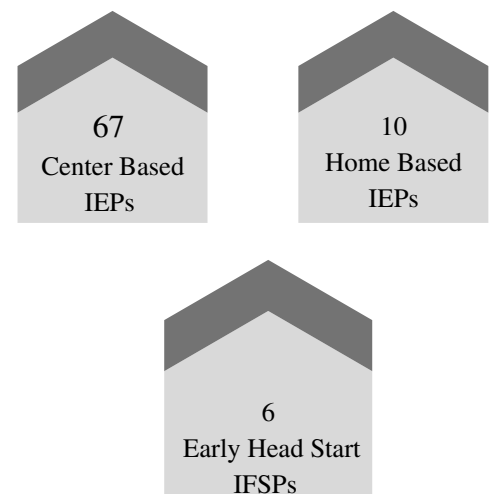 67
Center Based
IEPs
10
Home Based
IEPs
6
Early Head Start
IFSPs